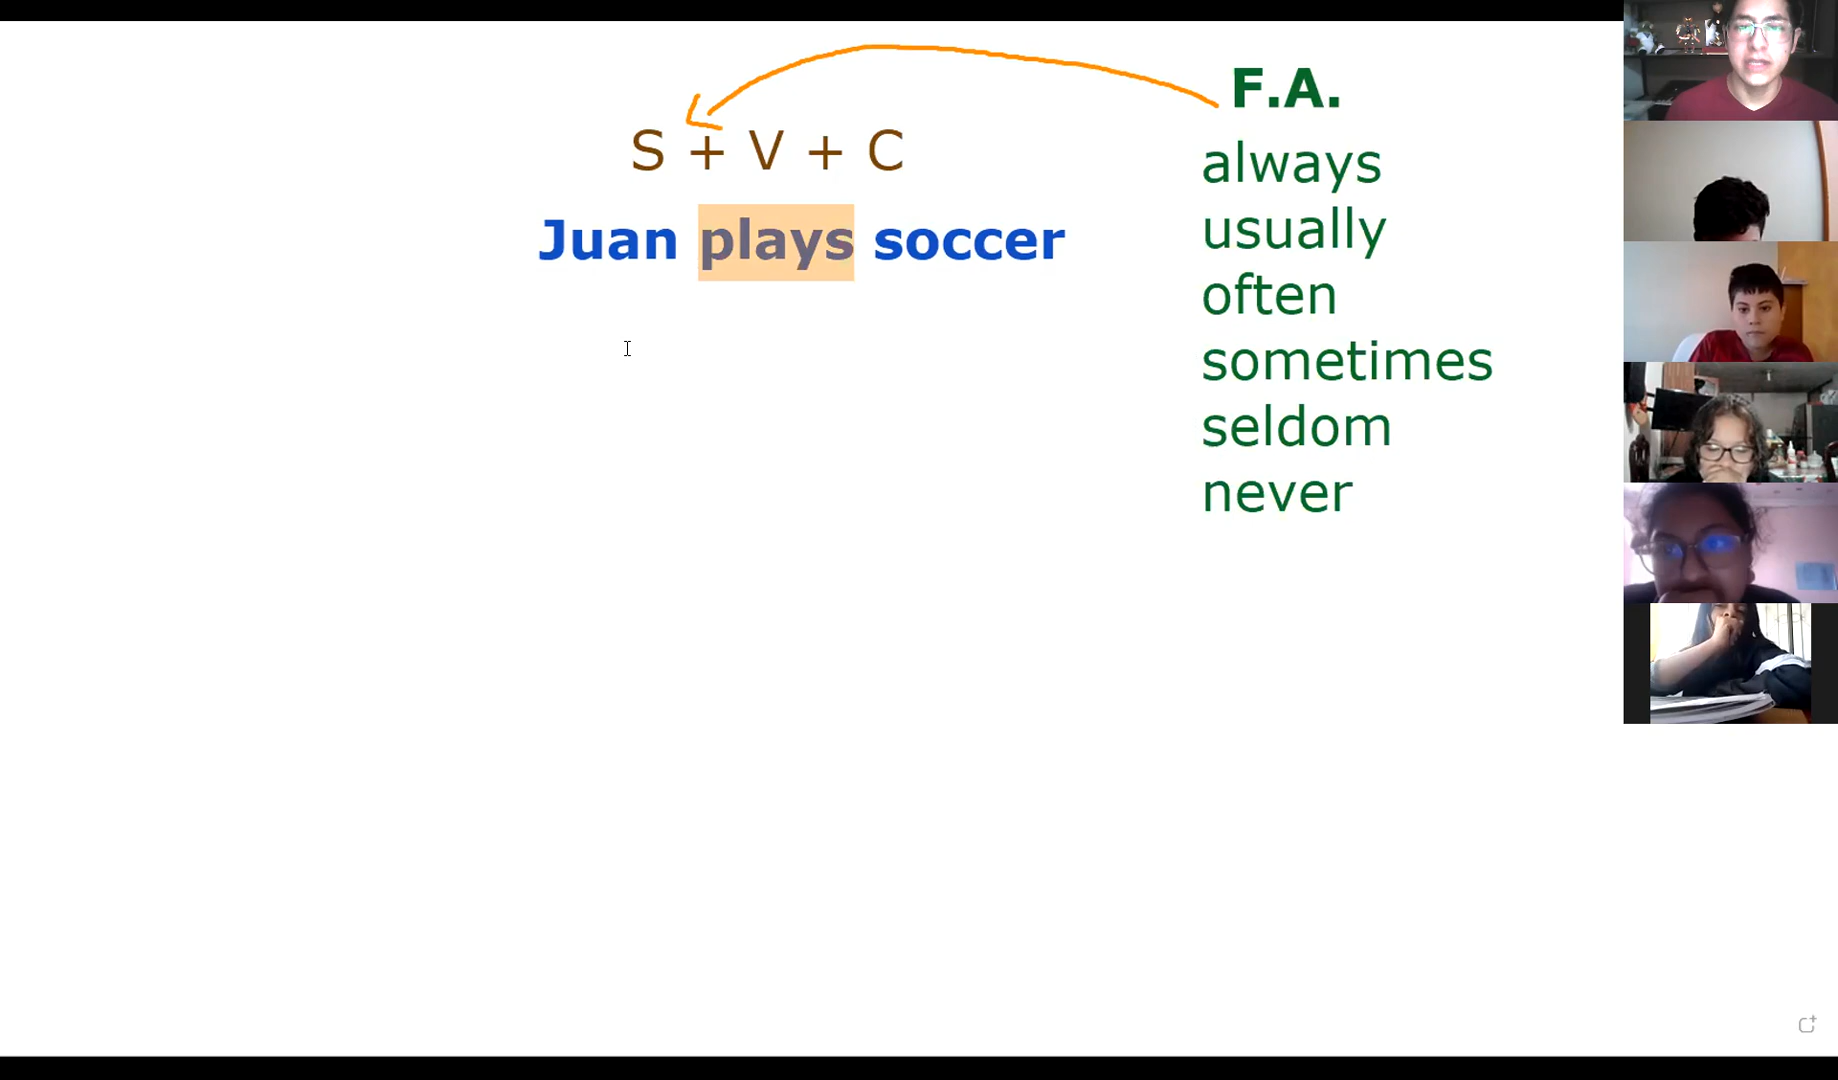 S + V + C
Juan plays soccer
F.A.
always
usually
often
sometimes
seldom
never